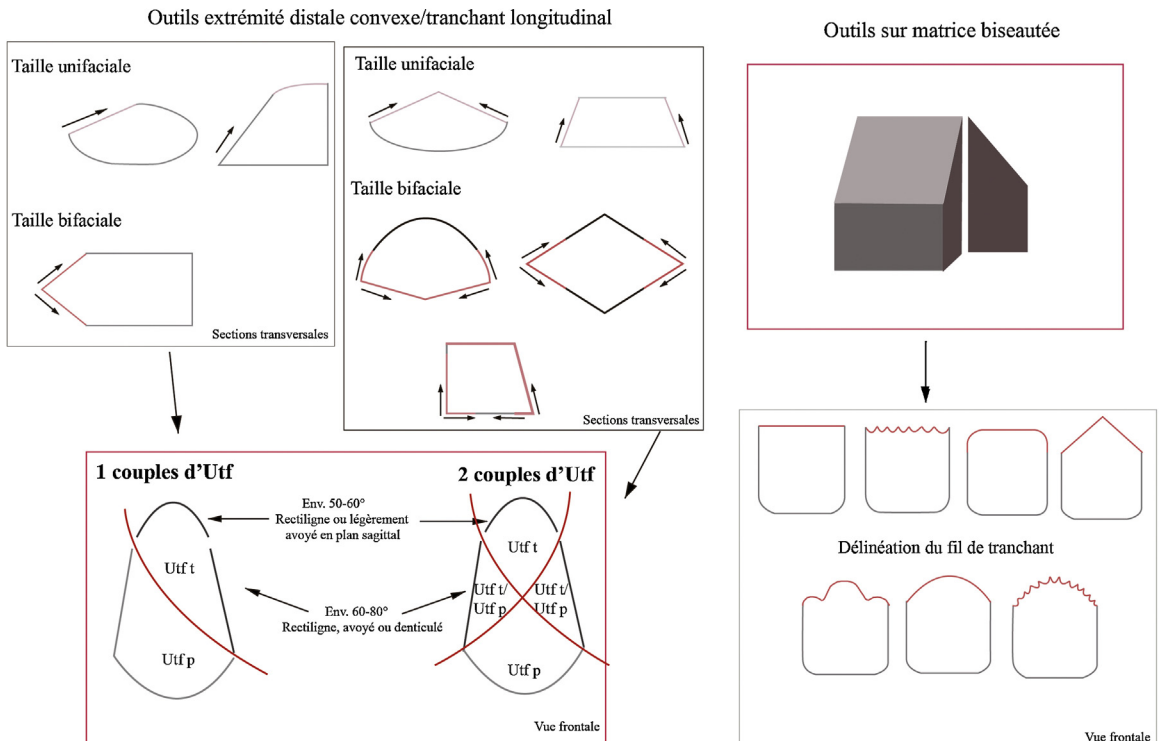 Outils extrémité distale convexe/tranchant longitudinal
Taille unifaciale
Taille bifaciale
Sections transversales
Taille unifaciale
Taille bifaciale
Sections transversales
Outils sur matrice biseautée
1 couples d'Utf
2 couples d'Utf
Env. 50-60°
Rectiligne ou légèrement
avoyé en plan sagittal
Utf t
Utf t
Utf t/
Utf p
Utf t/
Utf p
Env. 60-80°
Rectiligne, avoyé ou denticulé
Utf p
Utf p
Vue frontale
Délinéation du fil de tranchant
Vue frontale